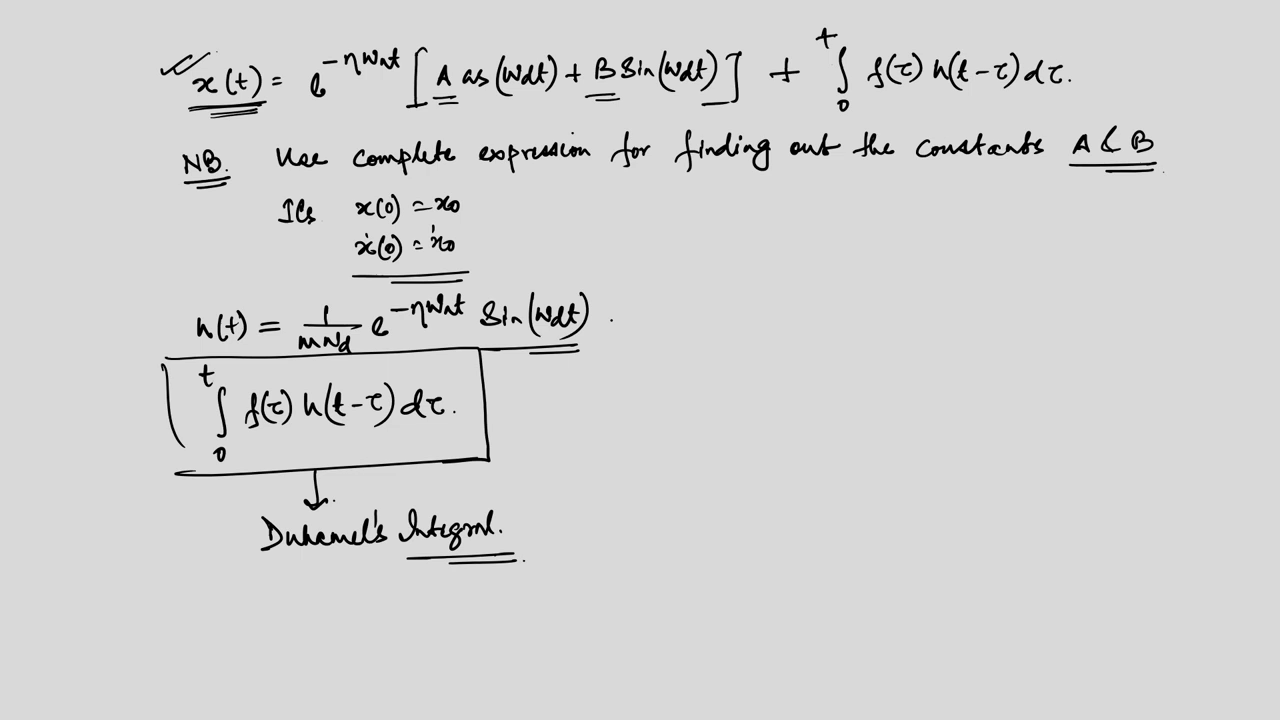 x(t) = e^{-ηωnt} [A cos(ωdt) + B Sin(ωdt)] + ∫₀ᵗ f(τ) h(t-τ) dτ.
NB. Use complete expression for finding out the constants A & B
ICs x(0) = x0
ẋ(0) = ẋ0
h(t) = 1/(mωd) e^{-ηωnt} Sin(ωdt).
∫₀ᵗ f(τ) h(t-τ) dτ.
Duhamel's Integral.